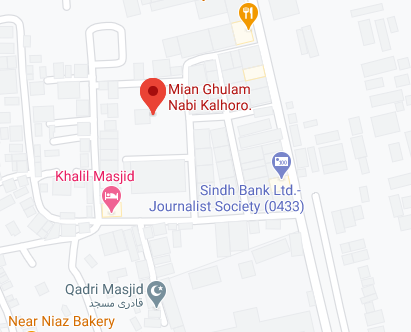 Mian Ghulam
Nabi Kalhoro.
Khalil Masjid
Sindh Bank Ltd.-
Journalist Society (0433)
Qadri Masjid
قادری مسجد
Near Niaz Bakery